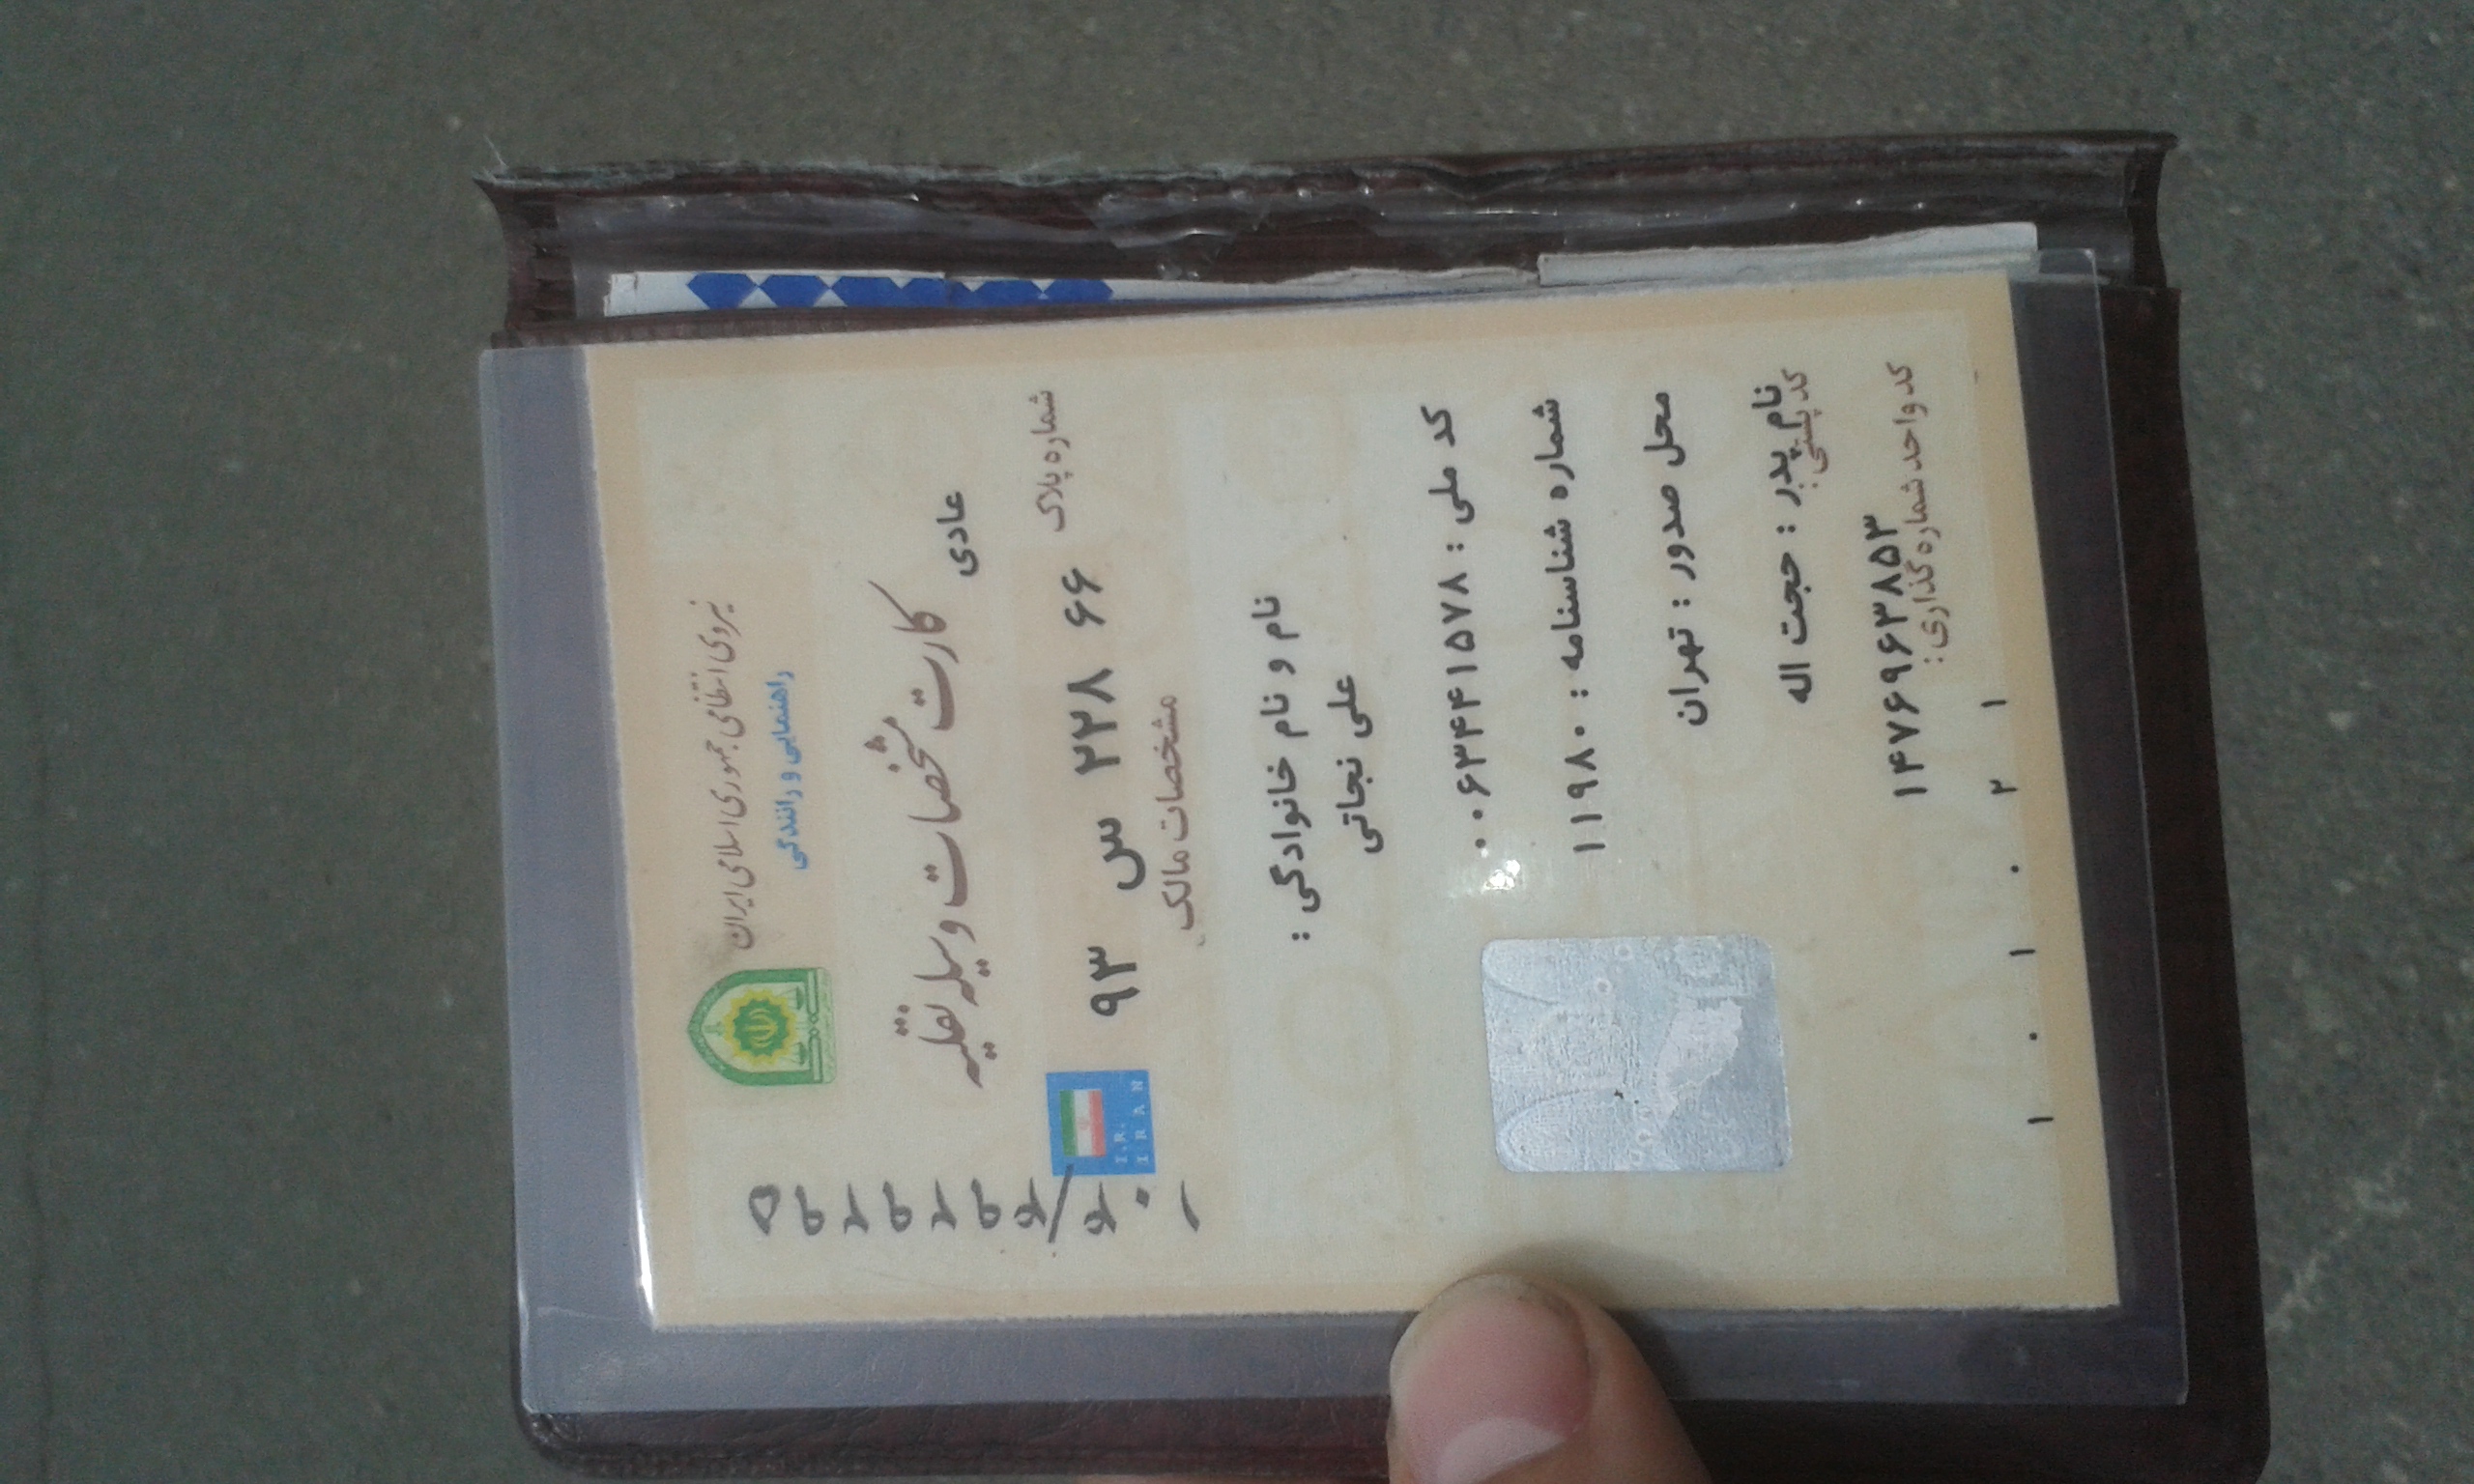 نیروی انتظامی جمهوری اسلامی ایران
راهنمایی و رانندگی
کارت مشخصات وسیله نقلیه
عادی
شماره پلاک
۹۳ س ۲۲۸ ۶۶
I.R.
IRAN
مشخصات مالک
نام و نام خانوادگی :
علی نجاتی
کد ملی : ۰۰۶۳۴۴۱۵۷۸
شماره شناسنامه : ۱۱۹۸۰
محل صدور : تهران
نام پدر : حجت اله
کد پستی:
۱۴۷۶۹۶۳۸۵۳
کد واحد شماره گذاری:
۱ ۰ ۱ ۰ ۲ ۱
۱۰۴/۴۹۲۹۲۹۵